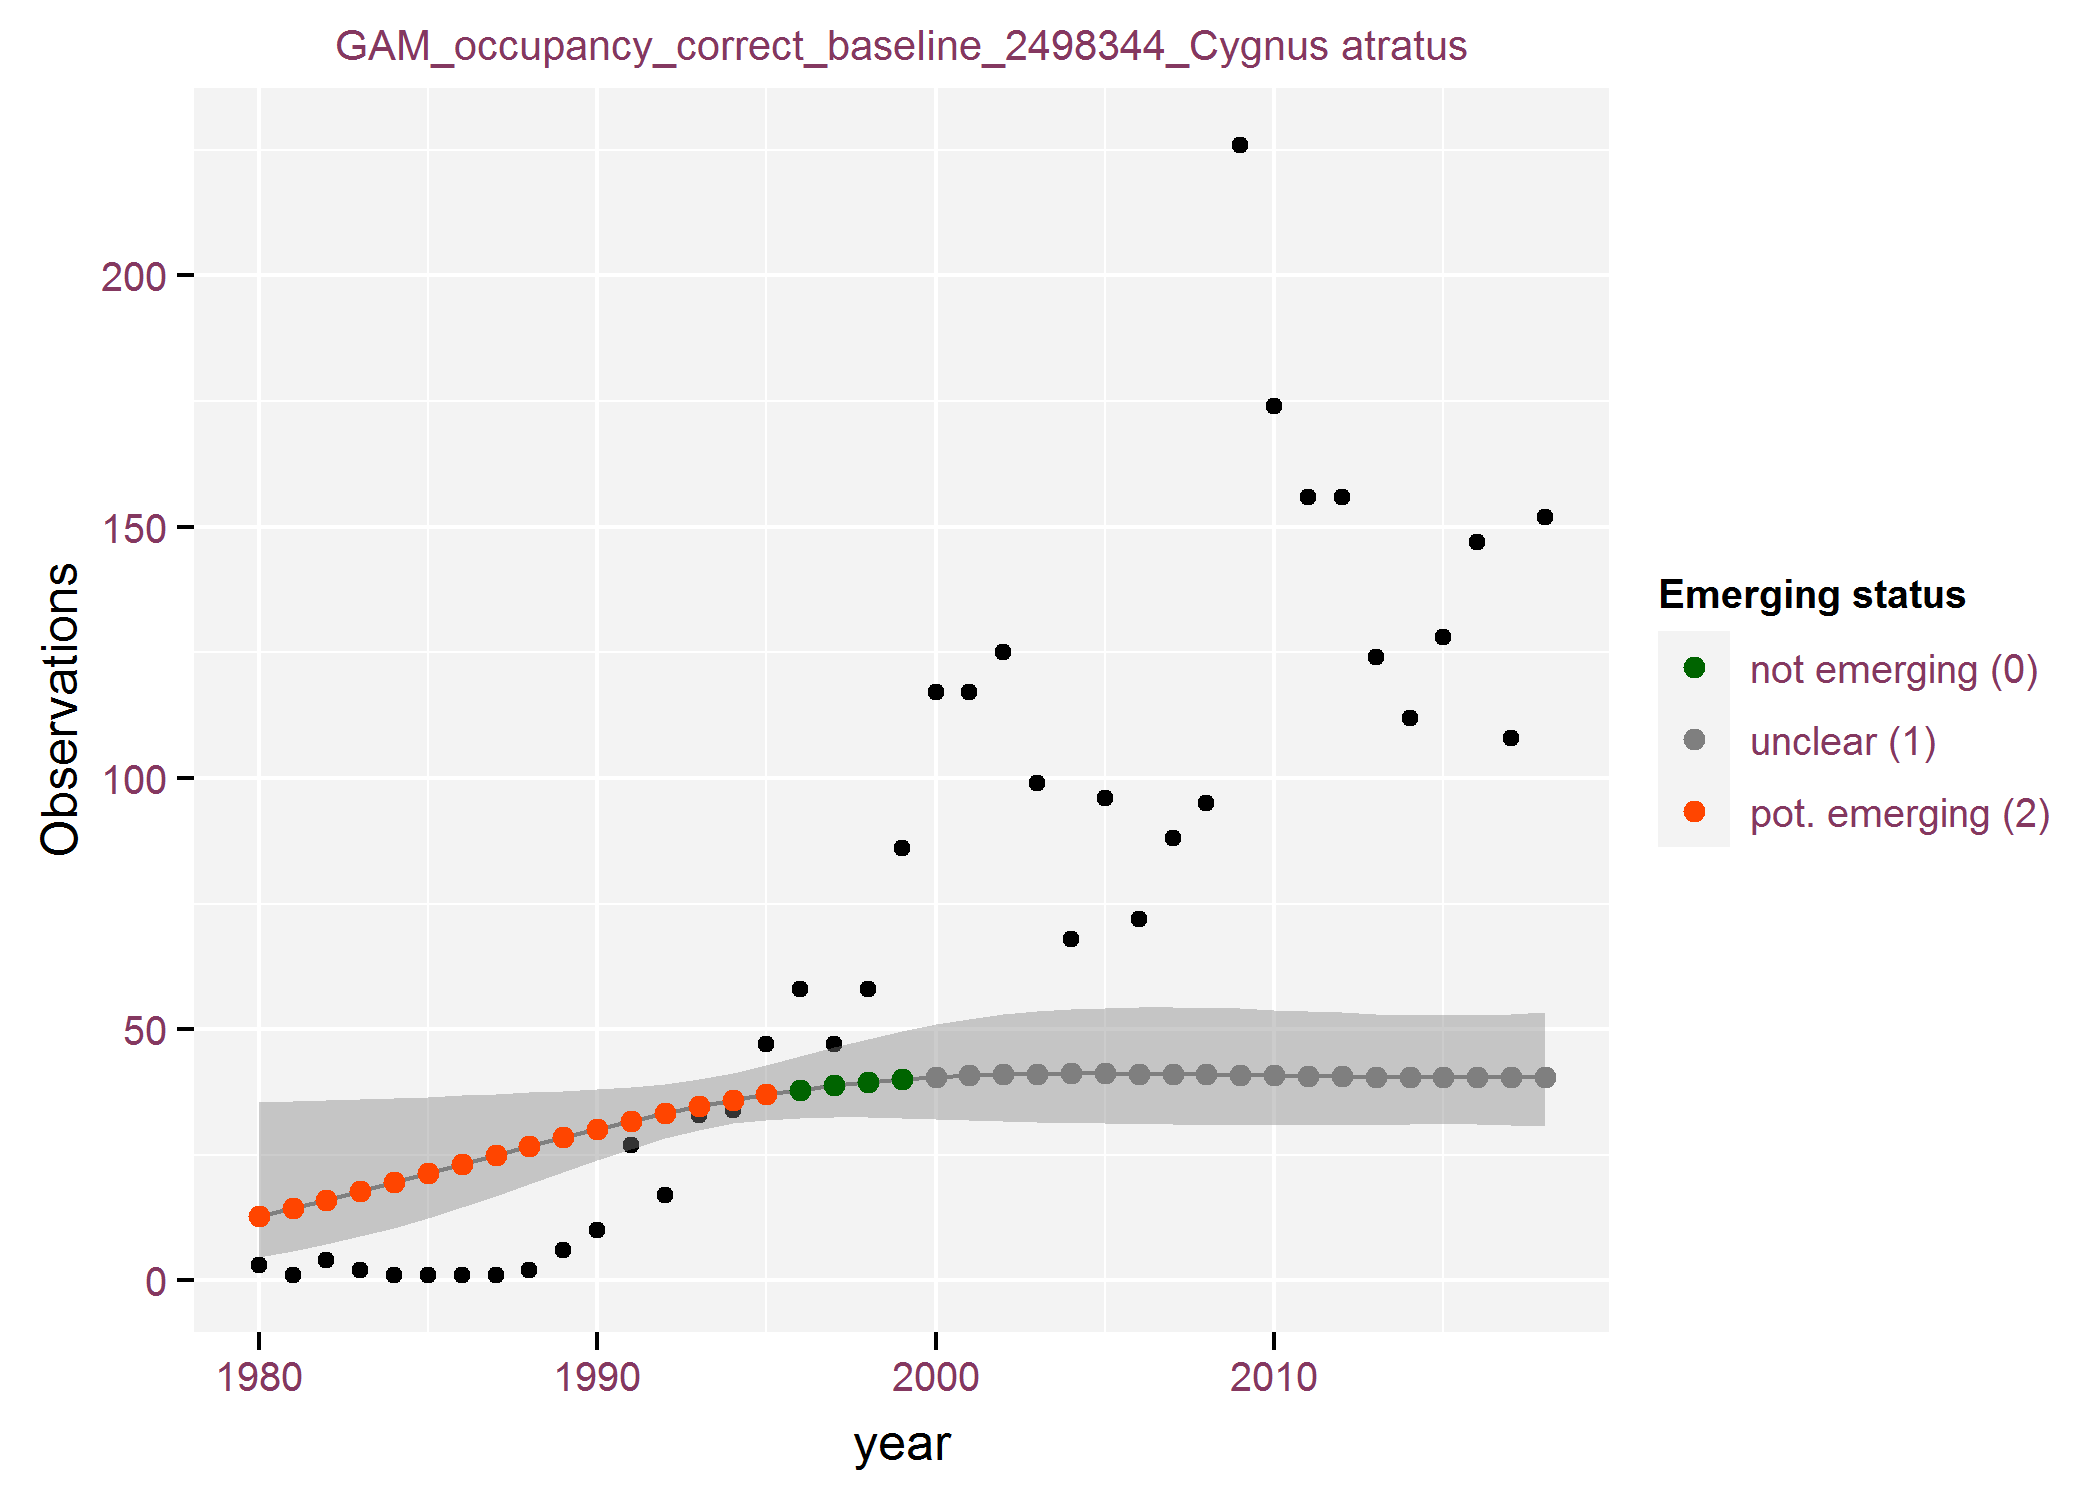 GAM_occupancy_correct_baseline_2498344_Cygnus atratus
Observations
200
150
100
50
0
1980
1990
2000
2010
year
Emerging status
not emerging (0)
unclear (1)
pot. emerging (2)